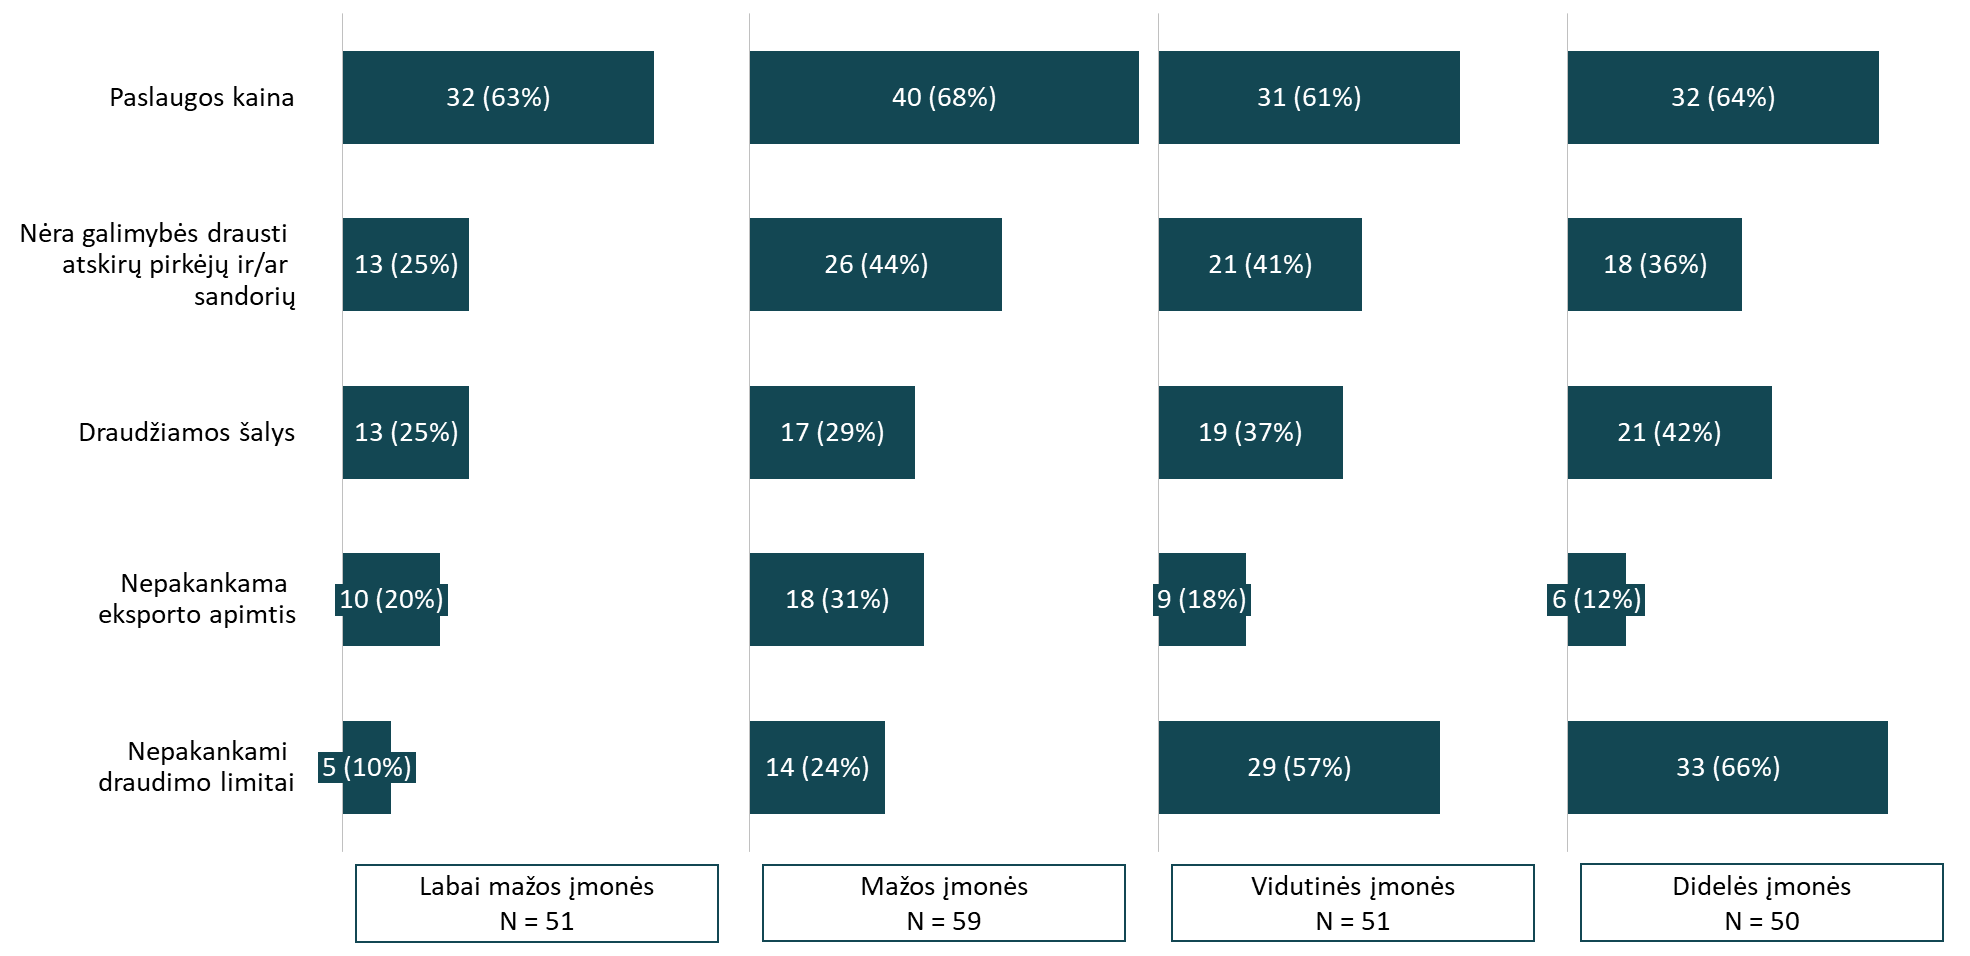 Paslaugos kaina
32 (63%)
40 (68%)
31 (61%)
32 (64%)
Nėra galimybės drausti
atskirų pirkėjų ir/ar
sandorių
13 (25%)
26 (44%)
21 (41%)
18 (36%)
Draudžiamos šalys
13 (25%)
17 (29%)
19 (37%)
21 (42%)
Nepakankama
eksporto apimtis
10 (20%)
18 (31%)
9 (18%)
6 (12%)
Nepakankami
draudimo limitai
5 (10%)
14 (24%)
29 (57%)
33 (66%)
Labai mažos įmonės
N = 51
Mažos įmonės
N = 59
Vidutinės įmonės
N = 51
Didelės įmonės
N = 50